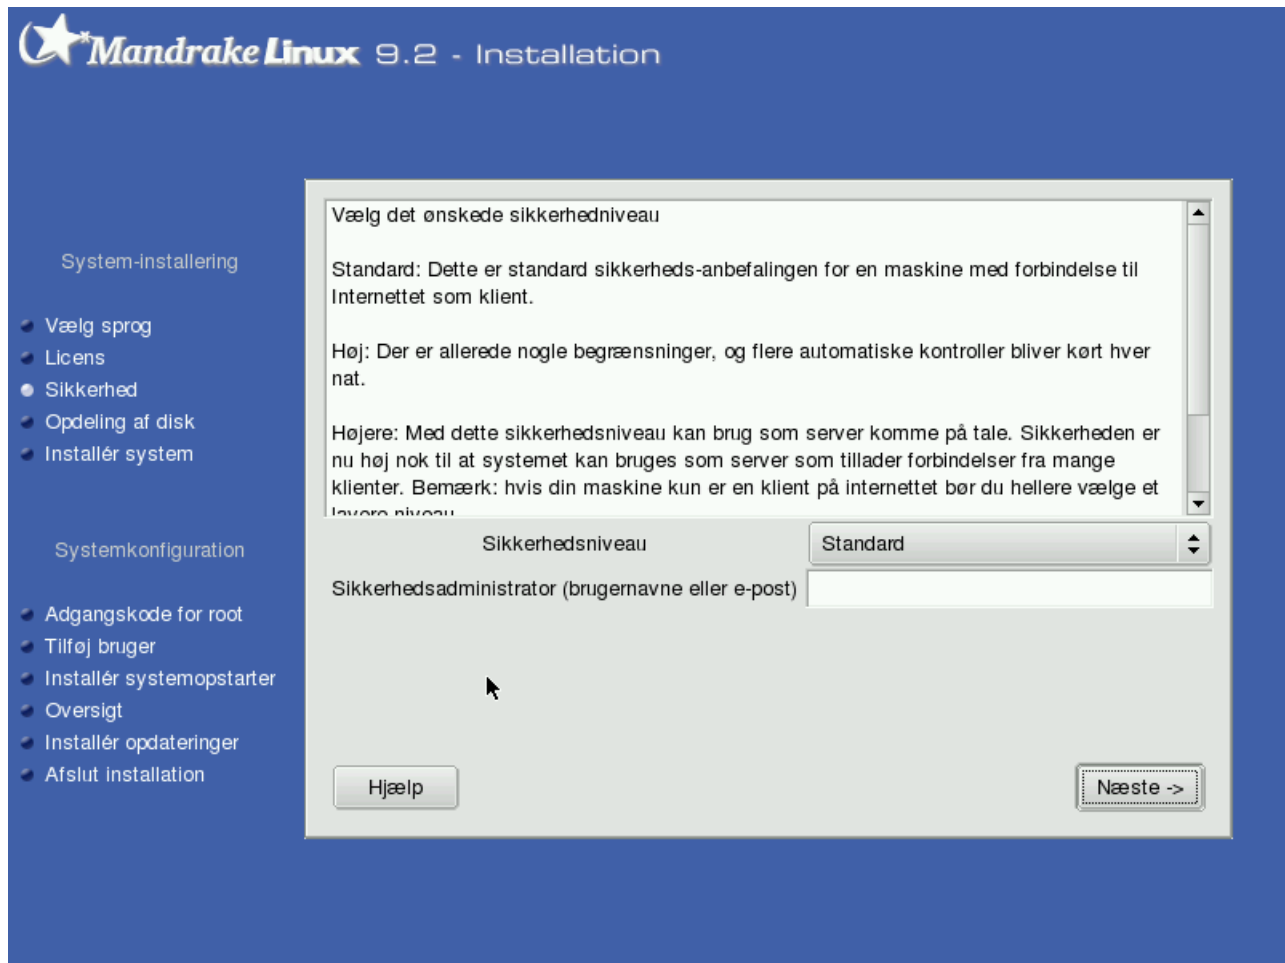 Mandrake Linux 9.2 - Installation
System-installering
Vælg sprog
Licens
Sikkerhed
Opdeling af disk
Installér system
Systemkonfiguration
Adgangskode for root
Tilføj bruger
Installér systemopstarter
Oversigt
Installér opdateringer
Afslut installation
Vælg det ønskede sikkerhedniveau
Standard: Dette er standard sikkerheds-anbefalingen for en maskine med forbindelse til
Internettet som klient.
Høj: Der er allerede nogle begrænsninger, og flere automatiske kontroller bliver kørt hver
nat.
Højere: Med dette sikkerhedsniveau kan brug som server komme på tale. Sikkerheden er
nu høj nok til at systemet kan bruges som server som tillader forbindelser fra mange
klienter. Bemærk: hvis din maskine kun er en klient på internettet bør du hellere vælge et
lavere niveau
Sikkerhedsniveau
Standard
Sikkerhedsadministrator (brugernavne eller e-post)
Hjælp
Næste ->